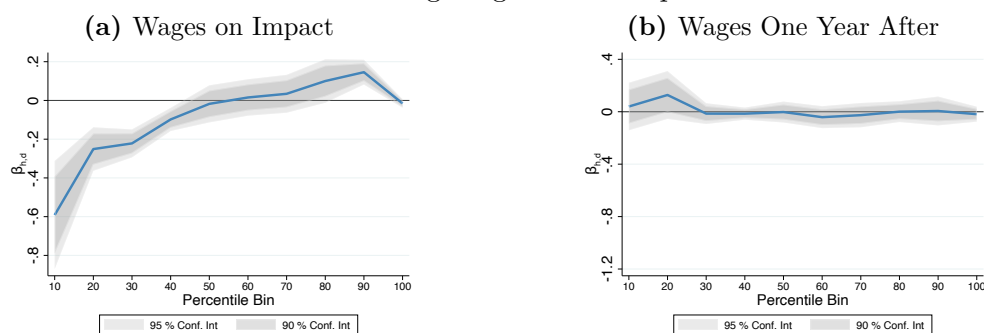 (a) Wages on Impact
(b) Wages One Year After
.2
0
-.2
-.4
-.6
-.8
β h,d
10 20 30 40 50 60 70 80 90 100
Percentile Bin
95 % Conf. Int 90 % Conf. Int
.4
0
-.4
-.8
-1.2
β h,d
10 20 30 40 50 60 70 80 90 100
Percentile Bin
95 % Conf. Int 90 % Conf. Int